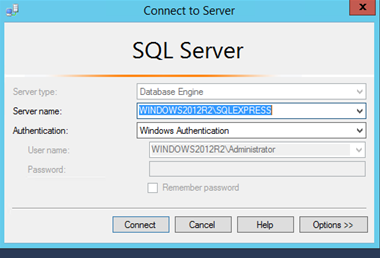 Connect to Server
x
SQL Server
Server type: Database Engine
Server name: WINDOWS2012R2\SQLEXPRESS
Authentication: Windows Authentication
User name: WINDOWS2012R2\Administrator
Password:
Remember password
Connect Cancel Help Options >>